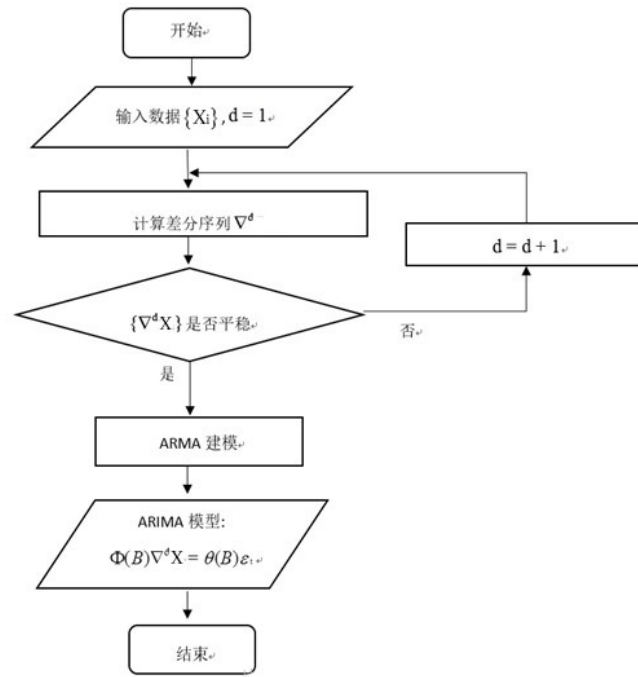 开始
输入数据{Xi}, d = 1
计算差分序列 ∇ᵈ
d = d + 1
{∇ᵈX} 是否平稳
否
是
ARMA 建模
ARIMA 模型:
Φ(B)∇ᵈX = θ(B)εₜ
结束